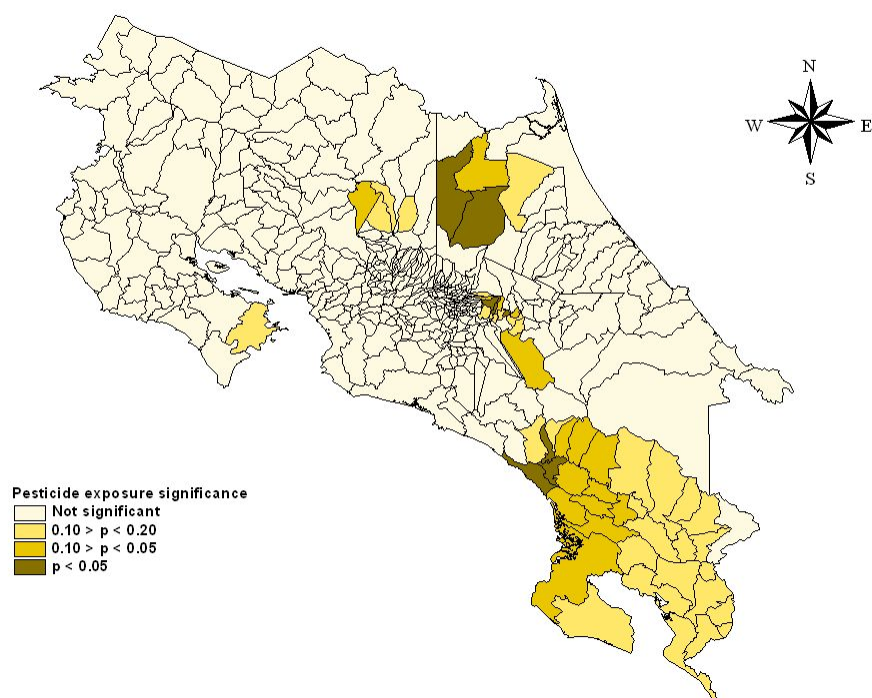 N
W E
S
Pesticide exposure significance
Not significant
0.10 > p < 0.20
0.10 > p < 0.05
p < 0.05